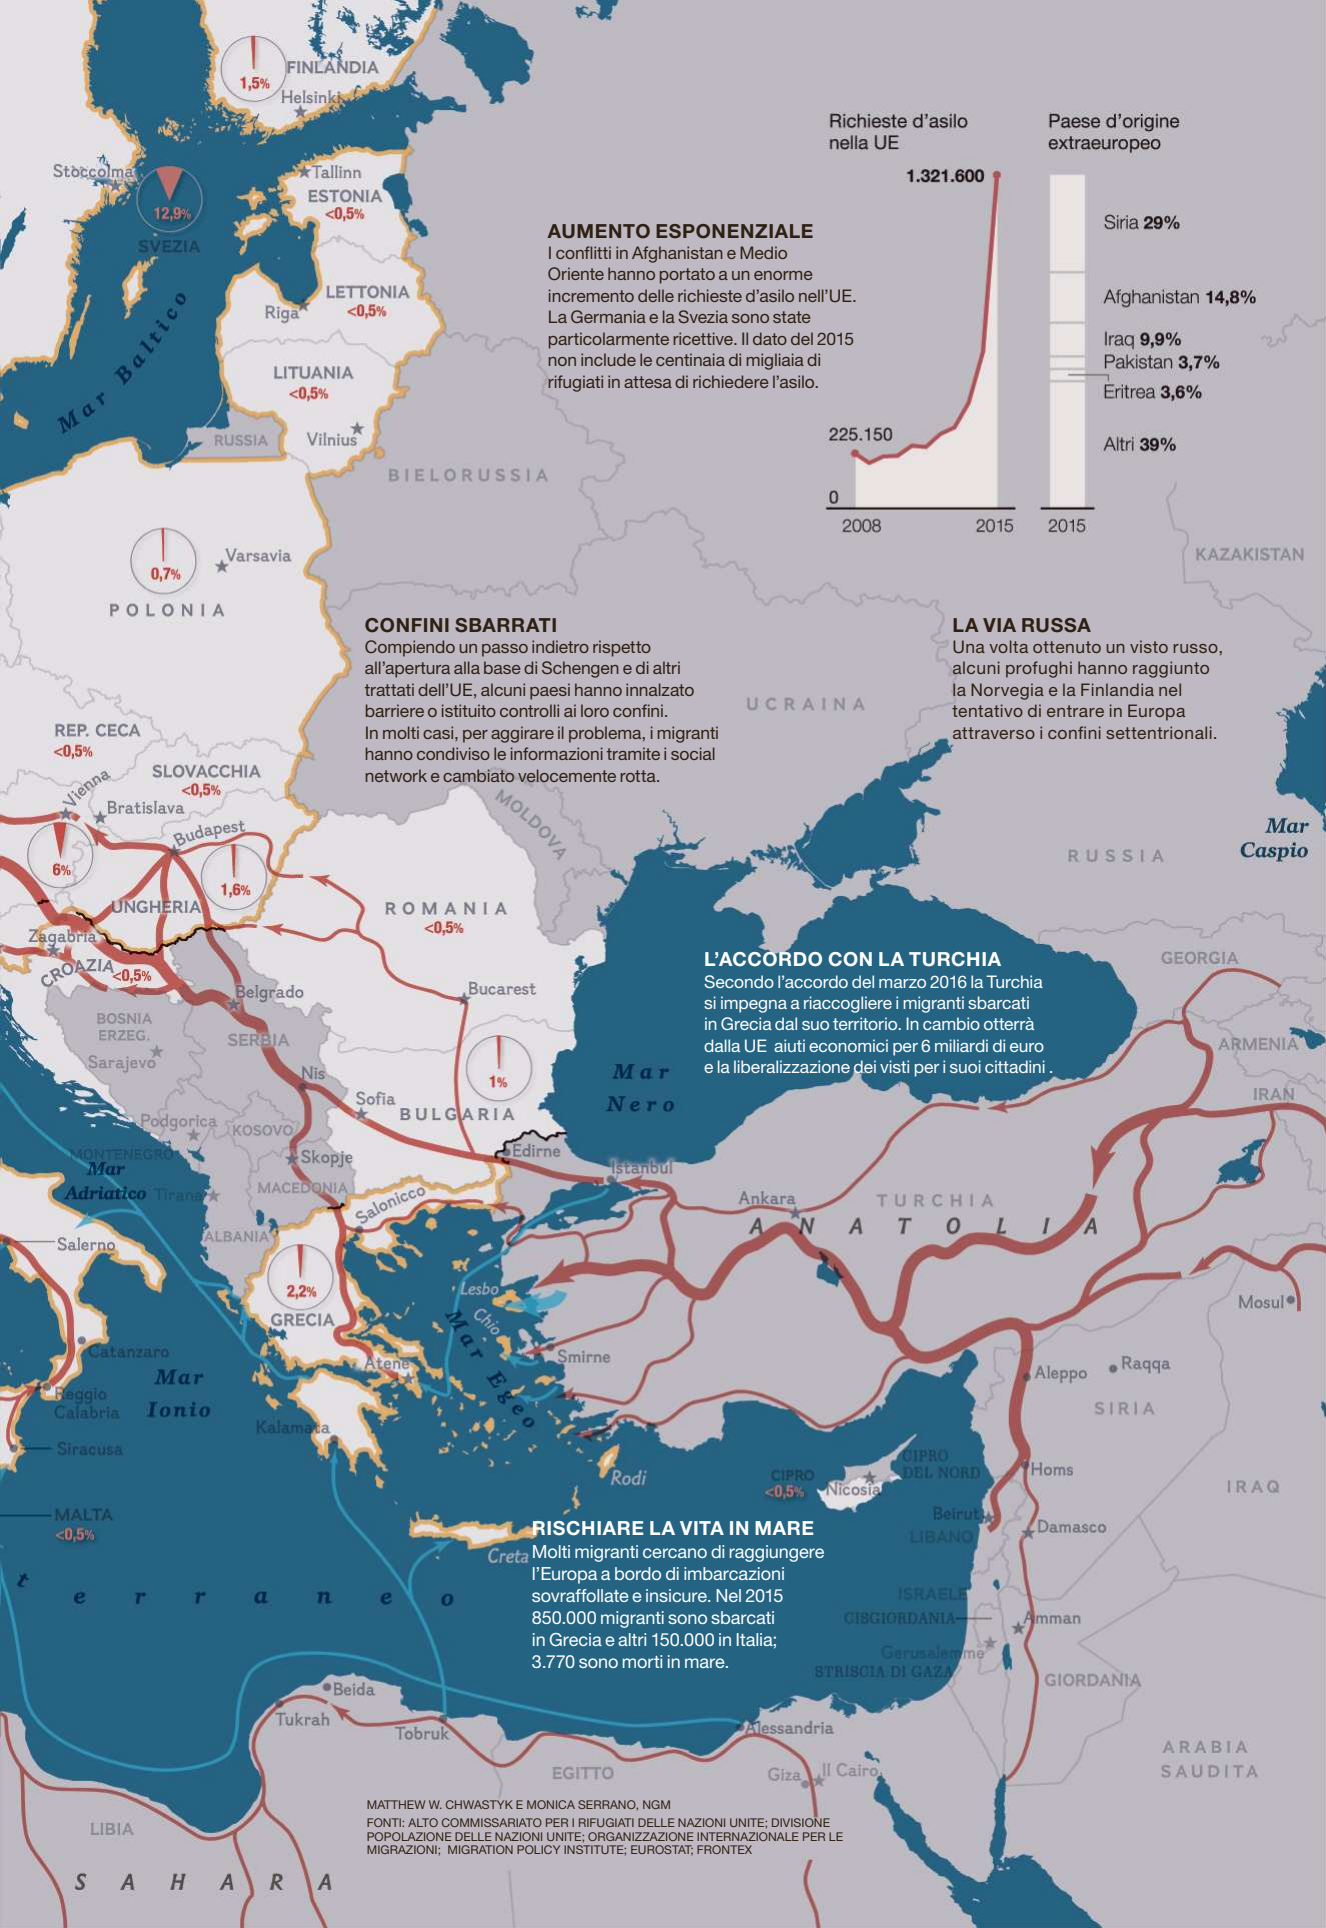 FINLANDIA
1,5%
Helsinki
Stoccolma
12,9%
SVEZIA
Tallinn
ESTONIA
<0,5%
LETTONIA
<0,5%
Riga
Mar Baltico
LITUANIA
<0,5%
Vilnius
RUSSIA
BIELORUSSIA
Richieste d'asilo
nella UE
1.321.600
225.150
0
2008
2015
Paese d'origine
extraeuropeo
Siria 29%
Afghanistan 14,8%
Iraq 9,9%
Pakistan 3,7%
Eritrea 3,6%
Altri 39%
2015
AUMENTO ESPONENZIALE
I conflitti in Afghanistan e Medio
Oriente hanno portato a un enorme
incremento delle richieste d'asilo nell'UE.
La Germania e la Svezia sono state
particolarmente ricettive. Il dato del 2015
non include le centinaia di migliaia di
rifugiati in attesa di richiedere l'asilo.
KAZAKISTAN
0,7%
Varsavia
POLONIA
CONFINI SBARRATI
Compiendo un passo indietro rispetto
all'apertura alla base di Schengen e di altri
trattati dell'UE, alcuni paesi hanno innalzato
barriere o istituito controlli ai loro confini.
In molti casi, per aggirare il problema, i migranti
hanno condiviso le informazioni tramite i social
network e cambiato velocemente rotta.
UCRAINA
LA VIA RUSSA
Una volta ottenuto un visto russo,
alcuni profughi hanno raggiunto
la Norvegia e la Finlandia nel
tentativo di entrare in Europa
attraverso i confini settentrionali.
REP. CECA
<0,5%
SLOVACCHIA
<0,5%
Vienna
Bratislava
Budapest
6%
1,6%
UNGHERIA
MOLDOVA
ROMANIA
<0,5%
Mar
Caspio
RUSSIA
Zagabria
CROAZIA
<0,5%
Belgrado
BOSNIA
ERZEG.
Sarajevo
SERBIA
Bucarest
L'ACCORDO CON LA TURCHIA
Secondo l'accordo del marzo 2016 la Turchia
si impegna a riaccogliere i migranti sbarcati
in Grecia dal suo territorio. In cambio otterrà
dalla UE aiuti economici per 6 miliardi di euro
e la liberalizzazione dei visti per i suoi cittadini .
GEORGIA
ARMENIA
IRAN
Nis
1%
Sofia
BULGARIA
Mar
Nero
Podgorica
KOSOVO
MONTENEGRO
Mar
Adriatico
Skopje
Edirne
Istanbul
Tirana
MACEDONIA
Salonicco
Ankara
TURCHIA
ANATOLIA
ALBANIA
Salerno
2,2%
GRECIA
Lesbo
Chio
Mar Egeo
Mosul
Catanzaro
Atene
Smirne
Aleppo
Raqqa
Mar
Ionio
Reggio
Calabria
SIRIA
Kalamata
Siracusa
Rodi
CIPRO
<0,5%
Nicosia
CIPRO
DEL NORD
Homs
IRAQ
MALTA
<0,5%
Beirut
LIBANO
Damasco
Creta
RISCHIARE LA VITA IN MARE
Molti migranti cercano di raggiungere
l'Europa a bordo di imbarcazioni
sovraffollate e insicure. Nel 2015
850.000 migranti sono sbarcati
in Grecia e altri 150.000 in Italia;
3.770 sono morti in mare.
terraneo
ISRAELE
CISGIORDANIA
Amman
Gerusalemme
STRISCIA DI GAZA
GIORDANIA
Beida
Tukrah
Tobruk
Alessandria
ARABIA
SAUDITA
EGITTO
Giza
Il Cairo
LIBIA
SAHARA
MATTHEW W. CHWASTYK E MONICA SERRANO, NGM
FONTI: ALTO COMMISSARIATO PER I RIFUGIATI DELLE NAZIONI UNITE; DIVISIONE
POPOLAZIONE DELLE NAZIONI UNITE; ORGANIZZAZIONE INTERNAZIONALE PER LE
MIGRAZIONI; MIGRATION POLICY INSTITUTE; EUROSTAT; FRONTEX